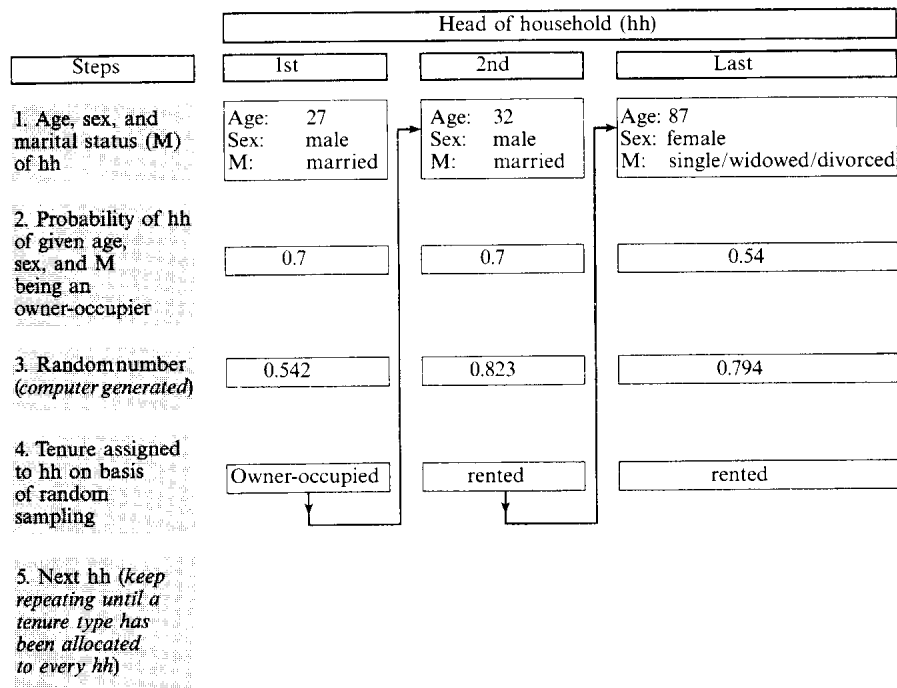 Head of household (hh)
Steps
1st
2nd
Last
1. Age, sex, and
marital status (M)
of hh
Age: 27
Sex: male
M: married
Age: 32
Sex: male
M: married
Age: 87
Sex: female
M: single/widowed/divorced
2. Probability of hh
of given age,
sex, and M
being an
owner-occupier
0.7
0.7
0.54
3. Random number
(computer generated)
0.542
0.823
0.794
4. Tenure assigned
to hh on basis
of random
sampling
Owner-occupied
rented
rented
5. Next hh (keep
repeating until a
tenure type has
been allocated
to every hh)